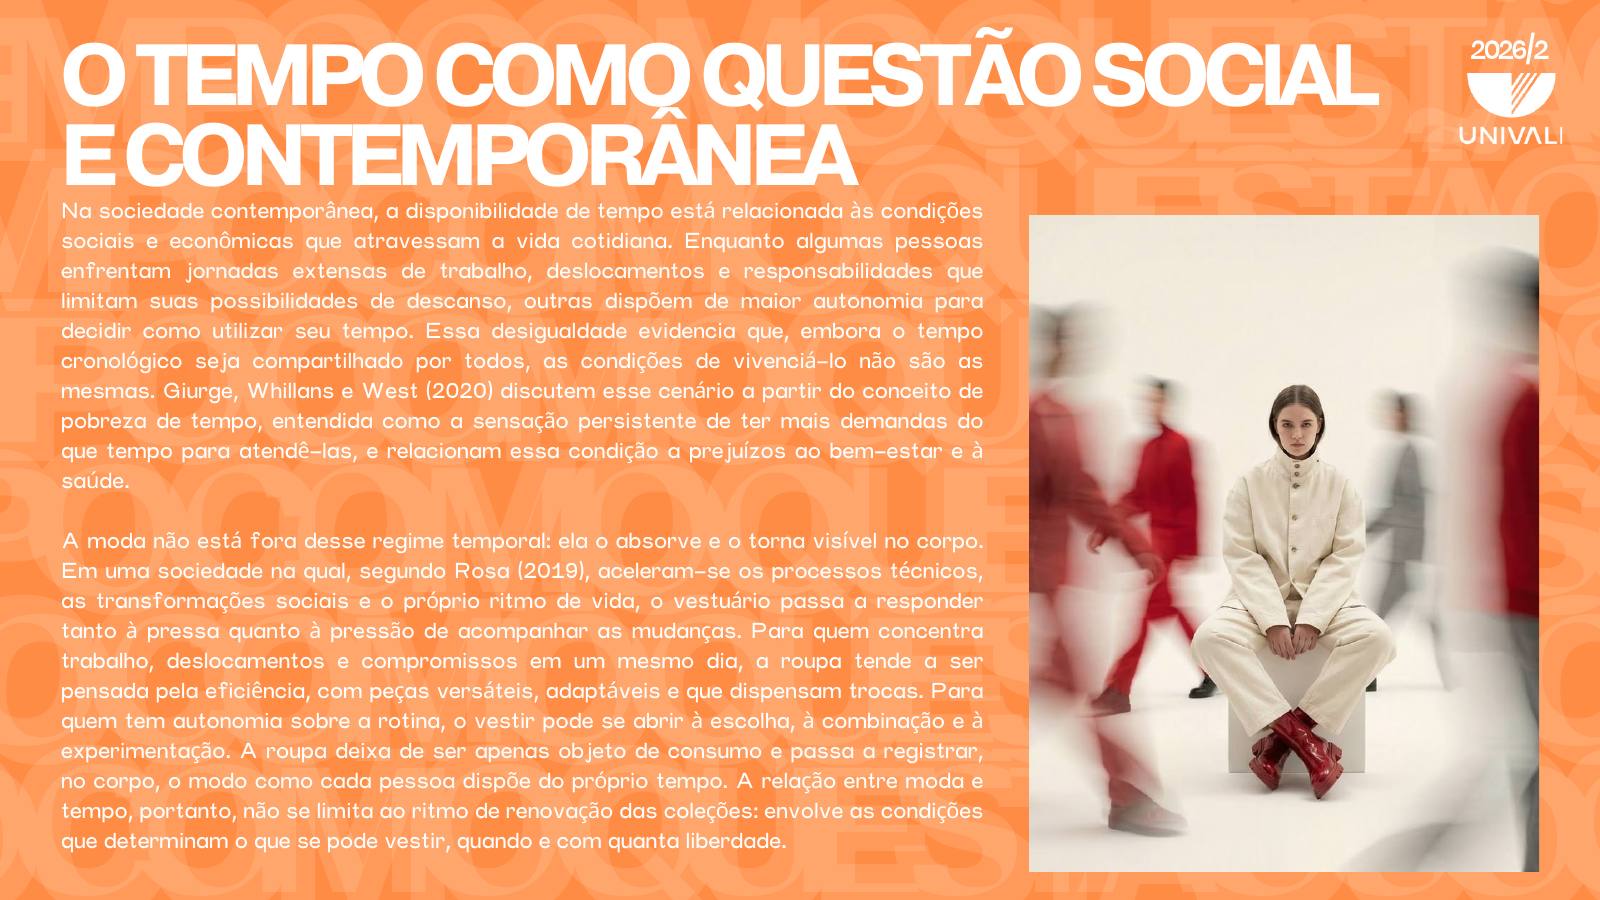 O TEMPO COMO QUESTÃO SOCIAL
E CONTEMPORÂNEA
2026/2
UNIVALI
Na sociedade contemporânea, a disponibilidade de tempo está relacionada às condições
sociais e econômicas que atravessam a vida cotidiana. Enquanto algumas pessoas
enfrentam jornadas extensas de trabalho, deslocamentos e responsabilidades que
limitam suas possibilidades de descanso, outras dispõem de maior autonomia para
decidir como utilizar seu tempo. Essa desigualdade evidencia que, embora o tempo
cronológico seja compartilhado por todos, as condições de vivenciá-lo não são as
mesmas. Giurge, Whillans e West (2020) discutem esse cenário a partir do conceito de
pobreza de tempo, entendida como a sensação persistente de ter mais demandas do
que tempo para atendê-las, e relacionam essa condição a prejuízos ao bem-estar e à
saúde.
A moda não está fora desse regime temporal: ela o absorve e o torna visível no corpo.
Em uma sociedade na qual, segundo Rosa (2019), aceleram-se os processos técnicos,
as transformações sociais e o próprio ritmo de vida, o vestuário passa a responder
tanto à pressa quanto à pressão de acompanhar as mudanças. Para quem concentra
trabalho, deslocamentos e compromissos em um mesmo dia, a roupa tende a ser
pensada pela eficiência, com peças versáteis, adaptáveis e que dispensam trocas. Para
quem tem autonomia sobre a rotina, o vestir pode se abrir à escolha, à combinação e à
experimentação. A roupa deixa de ser apenas objeto de consumo e passa a registrar,
no corpo, o modo como cada pessoa dispõe do próprio tempo. A relação entre moda e
tempo, portanto, não se limita ao ritmo de renovação das coleções: envolve as condições
que determinam o que se pode vestir, quando e com quanta liberdade.